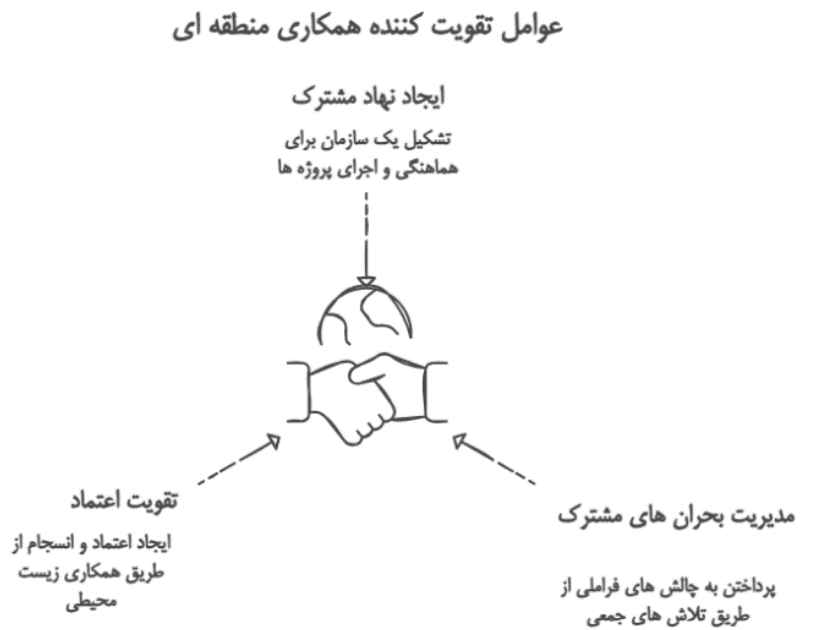 عوامل تقویت کننده همکاری منطقه ای
ایجاد نهاد مشترک
تشکیل یک سازمان برای
هماهنگی و اجرای پروژه ها
مدیریت بحران های مشترک
پرداختن به چالش های فراملی از
طریق تلاش های جمعی
تقویت اعتماد
ایجاد اعتماد و انسجام از
طریق همکاری زیست
محیطی